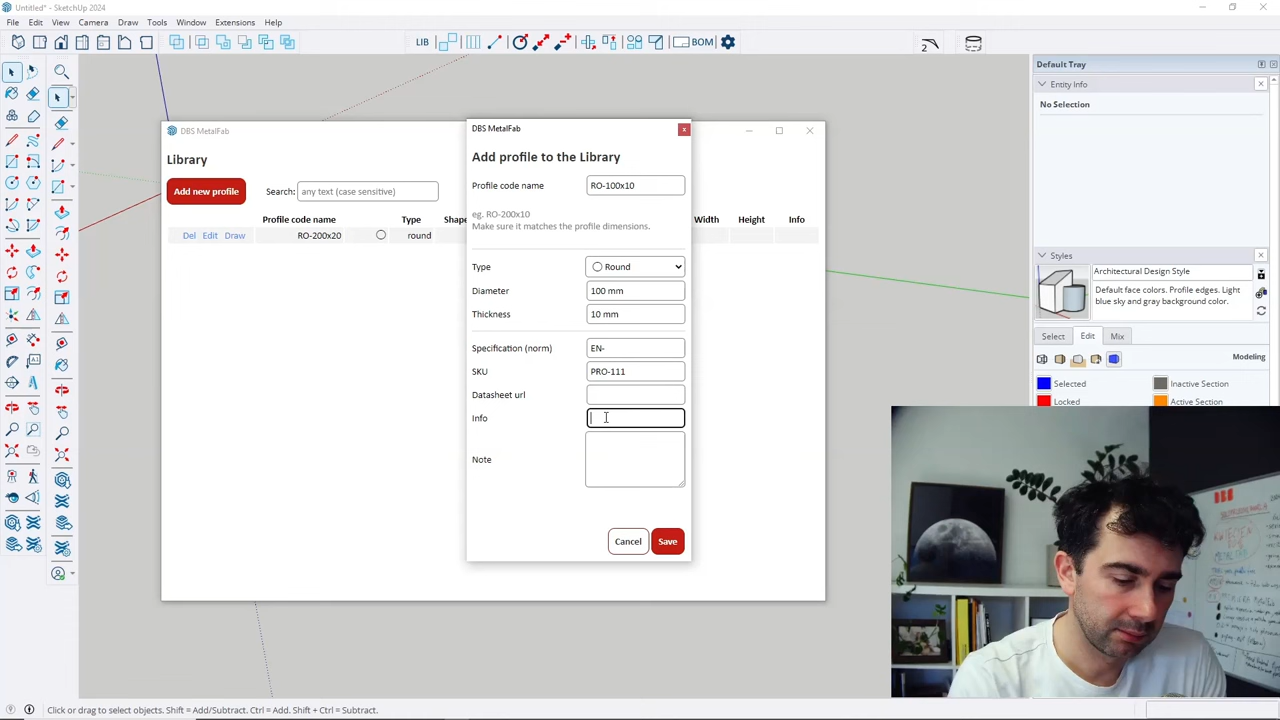 Untitled* - SketchUp 2024
File Edit View Camera Draw Tools Window Extensions Help
LIB BOM 2
Default Tray
Entity Info
No Selection
DBS MetalFab
Library
Add new profile Search: any text (case sensitive)
Profile code name Type Shape Width Height Info
Del Edit Draw RO-200x20 round
DBS MetalFab
Add profile to the Library
Profile code name RO-100x10
eg. RO-200x10
Make sure it matches the profile dimensions.
Type Round
Diameter 100 mm
Thickness 10 mm
Specification (norm) EN-
SKU PRO-111
Datasheet url
Info
Note
Cancel Save
Styles
Architectural Design Style
Default face colors. Profile edges. Light
blue sky and gray background color.
Select Edit Mix
Modeling
Selected Inactive Section
Locked Active Section
Click or drag to select objects. Shift = Add/Subtract. Ctrl = Add. Shift + Ctrl = Subtract.